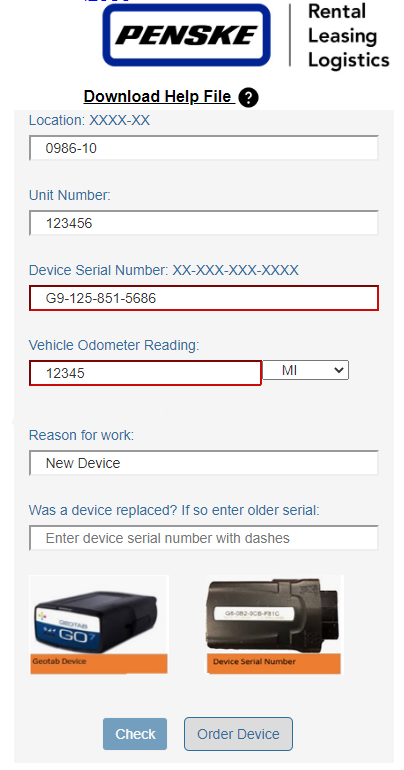 PENSKE
Rental
Leasing
Logistics
Download Help File ?
Location: XXXX-XX
0986-10
Unit Number:
123456
Device Serial Number: XX-XXX-XXX-XXXX
G9-125-851-5686
Vehicle Odometer Reading:
12345
MI
Reason for work:
New Device
Was a device replaced? If so enter older serial:
Enter device serial number with dashes
GEOTAB
GO7
Geotab Device
G6-0B2-0CB-F91C
Device Serial Number
Check
Order Device